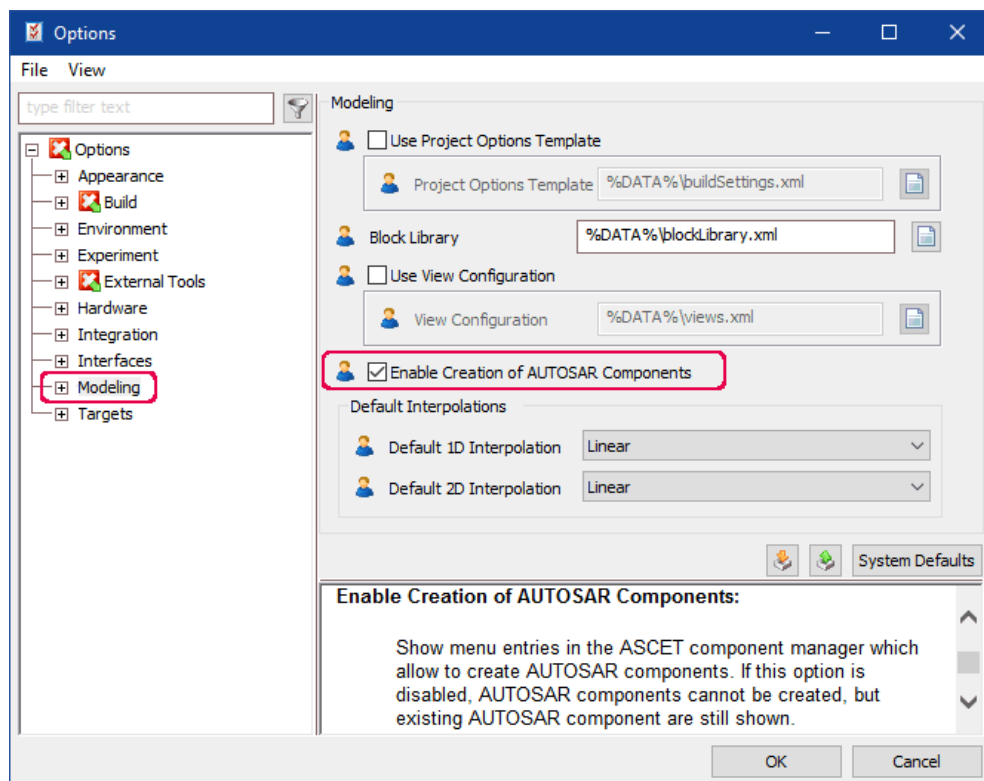 Options
File View
type filter text
Options
Appearance
Build
Environment
Experiment
External Tools
Hardware
Integration
Interfaces
Modeling
Targets
Modeling
Use Project Options Template
Project Options Template %DATA%\buildSettings.xml
Block Library %DATA%\blockLibrary.xml
Use View Configuration
View Configuration %DATA%\views.xml
Enable Creation of AUTOSAR Components
Default Interpolations
Default 1D Interpolation Linear
Default 2D Interpolation Linear
System Defaults
Enable Creation of AUTOSAR Components:
Show menu entries in the ASCET component manager which
allow to create AUTOSAR components. If this option is
disabled, AUTOSAR components cannot be created, but
existing AUTOSAR component are still shown.
OK Cancel